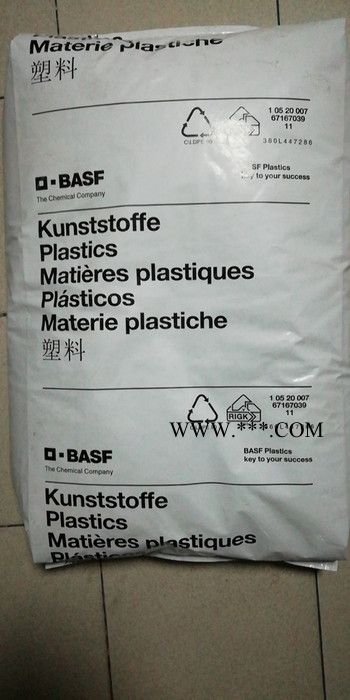 Materie plastiche
塑料
1 05 20 007
67167039
11
360L447286
BASF
The Chemical Company
SF Plastics
key to your success
Kunststoffe
Plastics
Matières plastiques
Plásticos
Materie plastiche
塑料
RIGK
1 05 20 007
67167039
11
WWW.***.COM
BASF
The Chemical Company
BASF Plastics
key to your success
Kunststoffe
Plastics
Matières plastiques